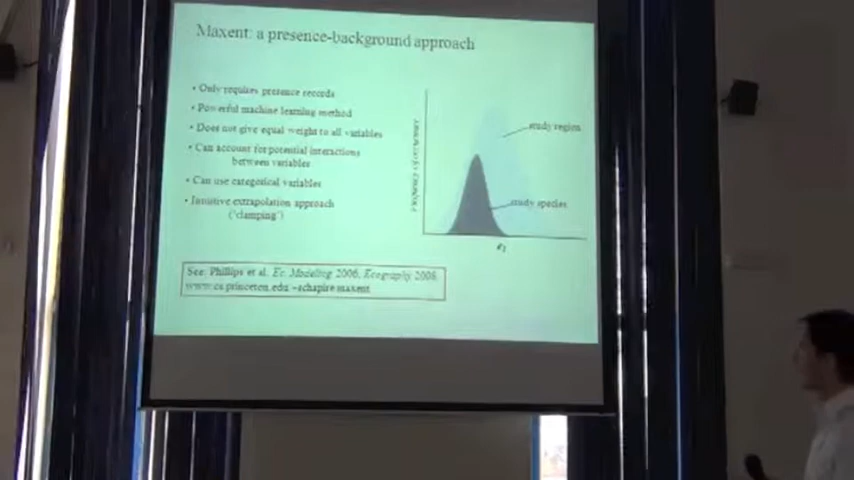 Maxent: a presence-background approach
• Only requires presence records
• Powerful machine learning method
• Does not give equal weight to all variables
• Can account for potential interactions
between variables
• Can use categorical variables
• Intuitive extrapolation approach
("clamping")
study region
study species
e1
See: Phillips et al. Ec. Modeling 2006, Ecography 2008,
www.cs.princeton.edu/~schapire/maxent